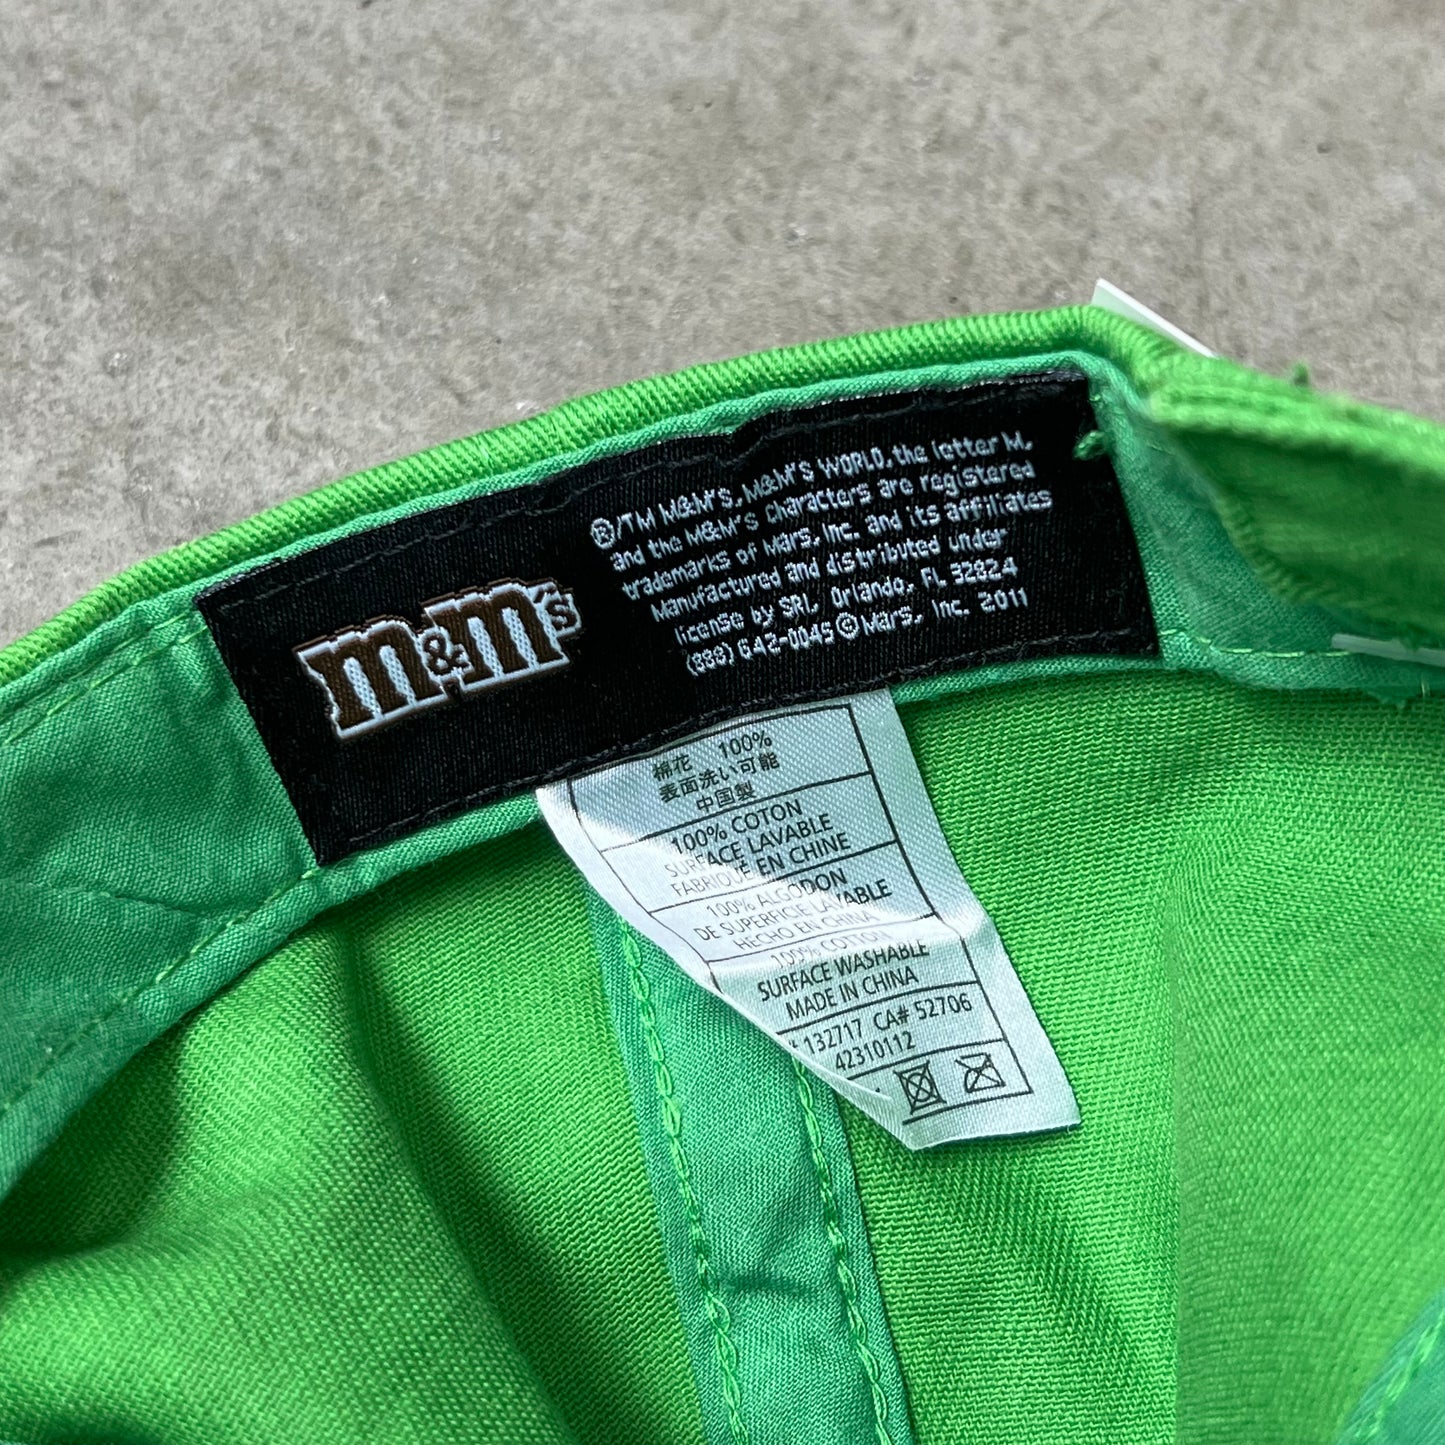 m&m's
®/TM M&M'S, M&M'S WORLD, the letter M,
and the M&M'S Characters are registered
trademarks of Mars, Inc. and its affiliates
Manufactured and distributed under
license by SRI, Orlando, FL 32824
(888) 642-0045 © Mars, Inc. 2011
棉花 100%
表面洗い可能
中国製
100% COTON
SURFACE LAVABLE
FABRIQUÉ EN CHINE
100% ALGODON
DE SUPERFICIE LAVABLE
HECHO EN CHINA
100% COTTON
SURFACE WASHABLE
MADE IN CHINA
# 132717 CA# 52706
42310112